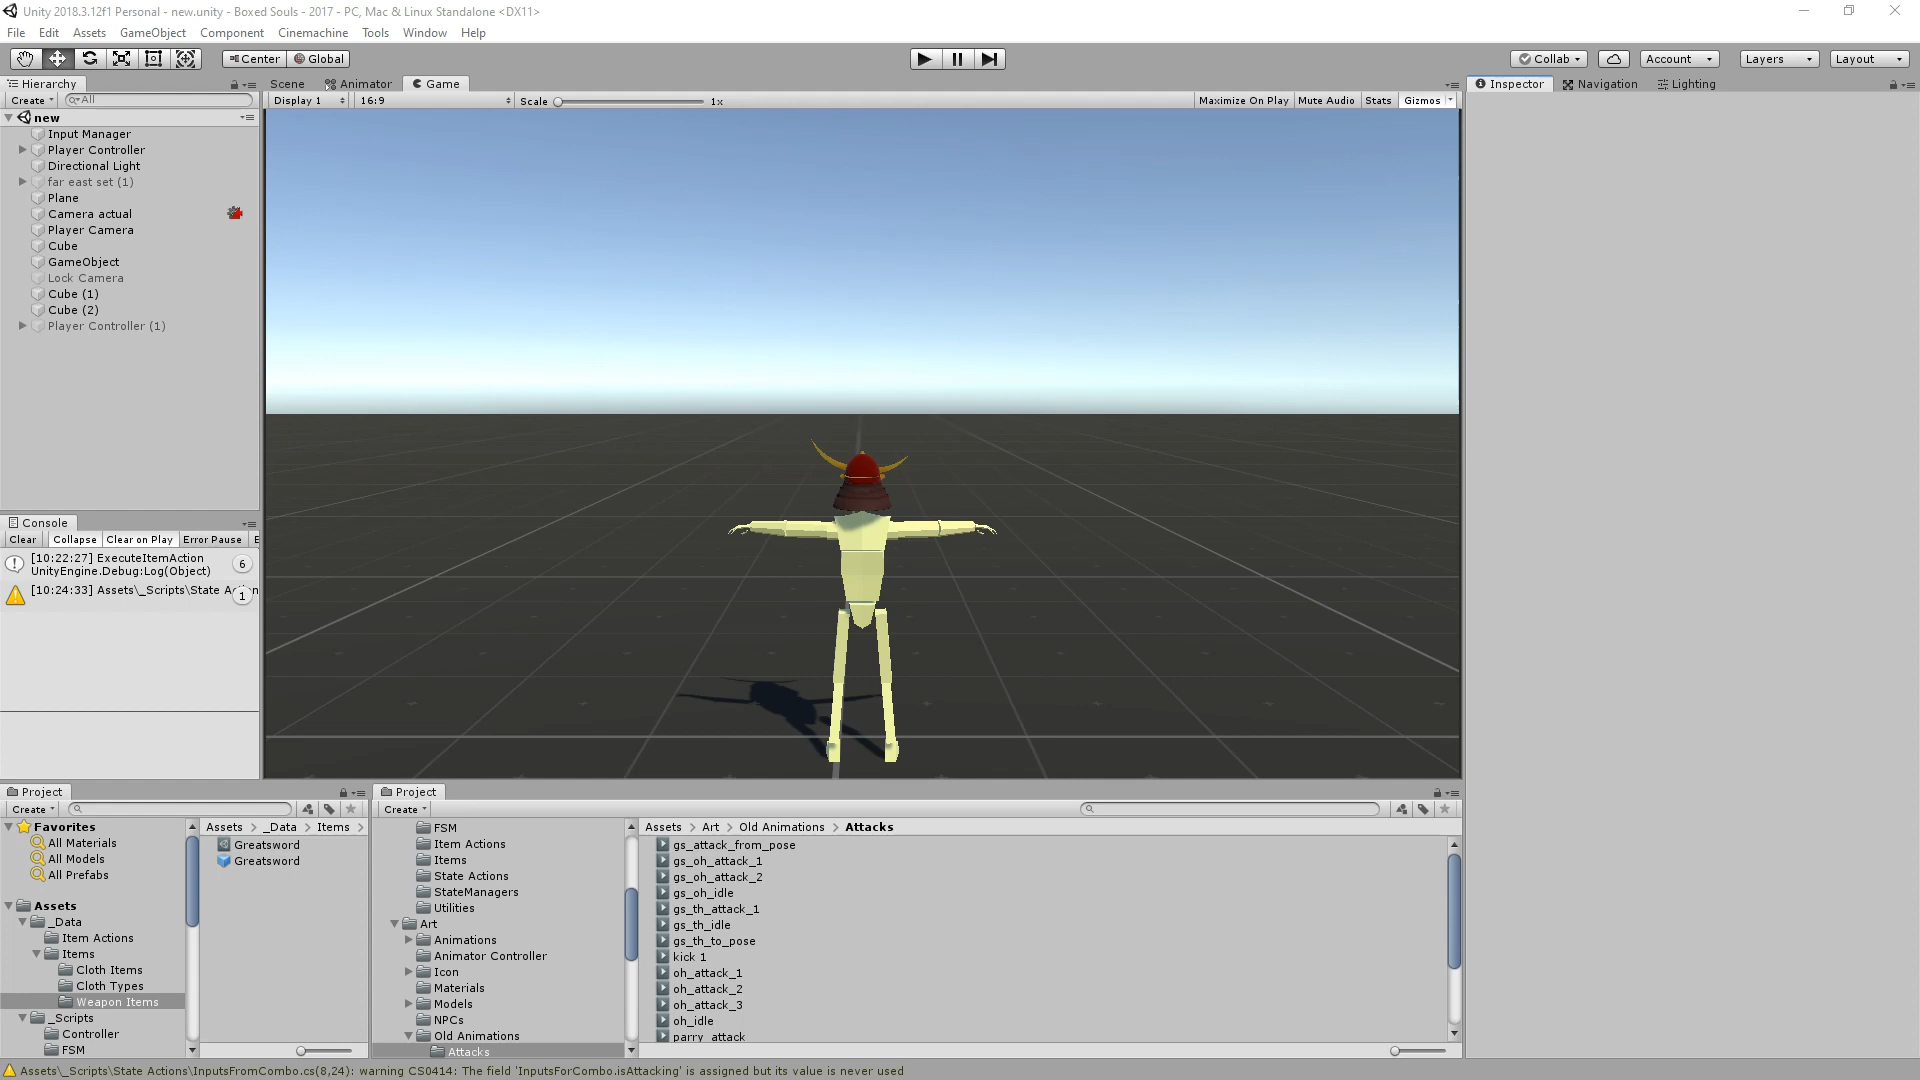 Unity 2018.3.12f1 Personal - new.unity - Boxed Souls - 2017 - PC, Mac & Linux Standalone <DX11>
File Edit Assets GameObject Component Cinemachine Tools Window Help
Center Global Collab Account Layers Layout
Hierarchy
Create All
new
Input Manager
Player Controller
Directional Light
far east set (1)
Plane
Camera actual
Player Camera
Cube
GameObject
Lock Camera
Cube (1)
Cube (2)
Player Controller (1)
Scene Animator Game
Display 1 16:9 Scale 1x Maximize On Play Mute Audio Stats Gizmos
Inspector Navigation Lighting
Console
Clear Collapse Clear on Play Error Pause E
[10:22:27] ExecuteItemAction
UnityEngine.Debug:Log(Object) 6
[10:24:33] Assets\_Scripts\State Action 1
Project
Create
Favorites
All Materials
All Models
All Prefabs
Assets
_Data
Item Actions
Items
Cloth Items
Cloth Types
Weapon Items
_Scripts
Controller
FSM
Assets > _Data > Items >
Greatsword
Greatsword
Project
Create
FSM
Item Actions
Items
State Actions
StateManagers
Utilities
Art
Animations
Animator Controller
Icon
Materials
Models
NPCs
Old Animations
Attacks
Assets > Art > Old Animations > Attacks
gs_attack_from_pose
gs_oh_attack_1
gs_oh_attack_2
gs_oh_idle
gs_th_attack_1
gs_th_idle
gs_th_to_pose
kick 1
oh_attack_1
oh_attack_2
oh_attack_3
oh_idle
parry_attack
Assets\_Scripts\State Actions\InputsFromCombo.cs(8,24): warning CS0414: The field 'InputsForCombo.isAttacking' is assigned but its value is never used